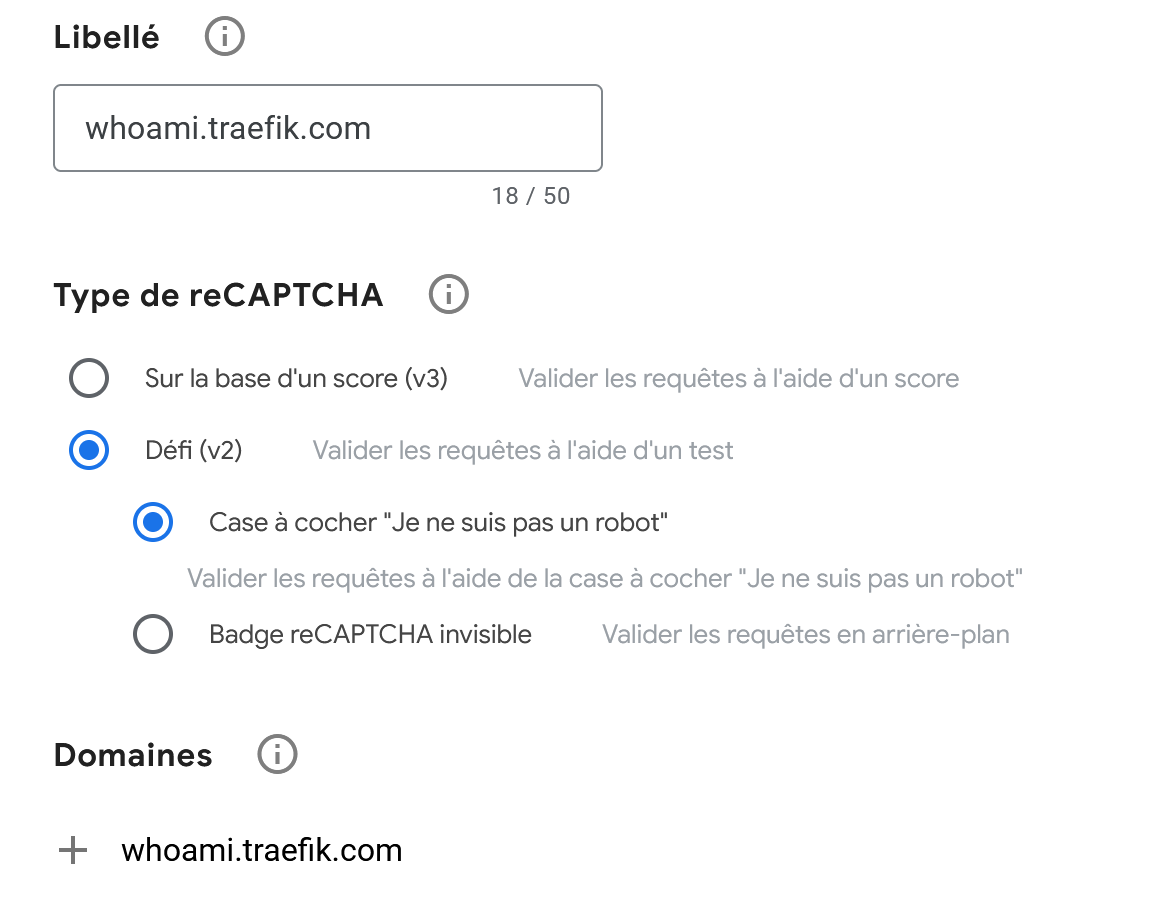 Libellé
whoami.traefik.com
18 / 50
Type de reCAPTCHA
Sur la base d'un score (v3) Valider les requêtes à l'aide d'un score
Défi (v2) Valider les requêtes à l'aide d'un test
Case à cocher "Je ne suis pas un robot"
Valider les requêtes à l'aide de la case à cocher "Je ne suis pas un robot"
Badge reCAPTCHA invisible Valider les requêtes en arrière-plan
Domaines
whoami.traefik.com